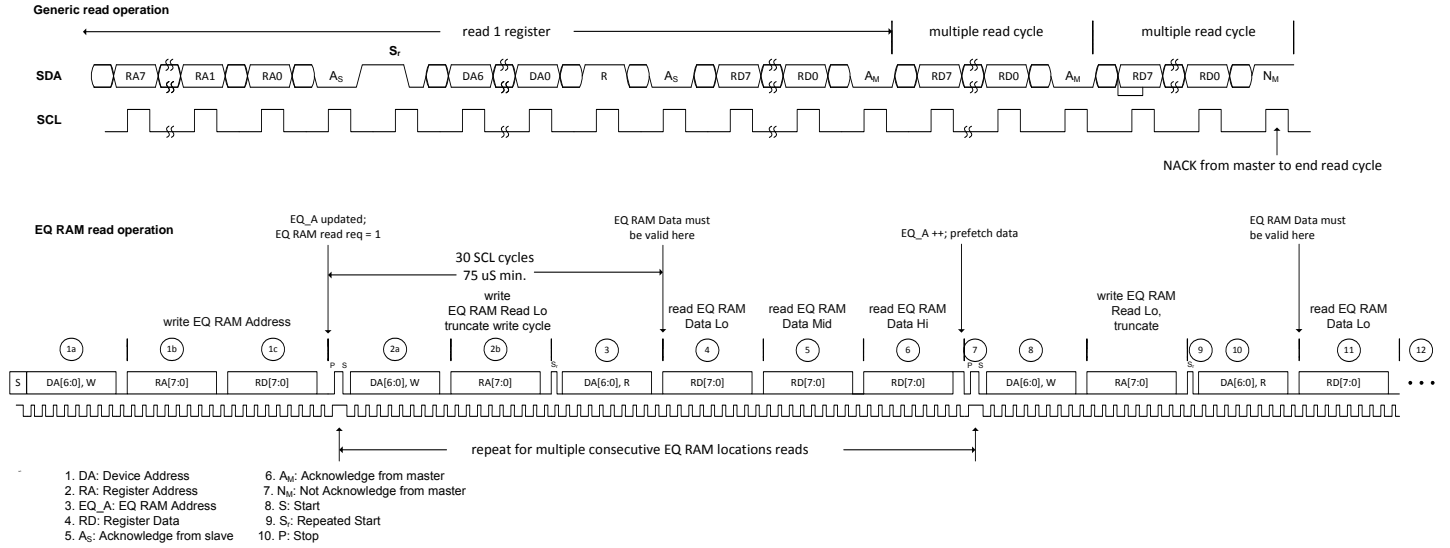 Generic read operation
read 1 register
multiple read cycle
multiple read cycle
Sr
SDA
RA7 RA1 RA0 AS DA6 DA0 R AS RD7 RD0 AM RD7 RD0 AM RD7 RD0 NM
SCL
NACK from master to end read cycle
EQ RAM read operation
EQ_A updated;
EQ RAM read req = 1
EQ RAM Data must
be valid here
EQ_A ++; prefetch data
EQ RAM Data must
be valid here
30 SCL cycles
75 uS min.
write EQ RAM Address
write
EQ RAM Read Lo
truncate write cycle
read EQ RAM
Data Lo
read EQ RAM
Data Mid
read EQ RAM
Data Hi
write EQ RAM
Read Lo,
truncate
read EQ RAM
Data Lo
1a 1b 1c 2a 2b 3 4 5 6 7 8 9 10 11 12
P S Sr P S Sr
S DA[6:0], W RA[7:0] RD[7:0] DA[6:0], W RA[7:0] DA[6:0], R RD[7:0] RD[7:0] RD[7:0] DA[6:0], W RA[7:0] DA[6:0], R RD[7:0] • • •
repeat for multiple consecutive EQ RAM locations reads
1. DA: Device Address
2. RA: Register Address
3. EQ_A: EQ RAM Address
4. RD: Register Data
5. AS: Acknowledge from slave
6. AM: Acknowledge from master
7. NM: Not Acknowledge from master
8. S: Start
9. Sr: Repeated Start
10. P: Stop